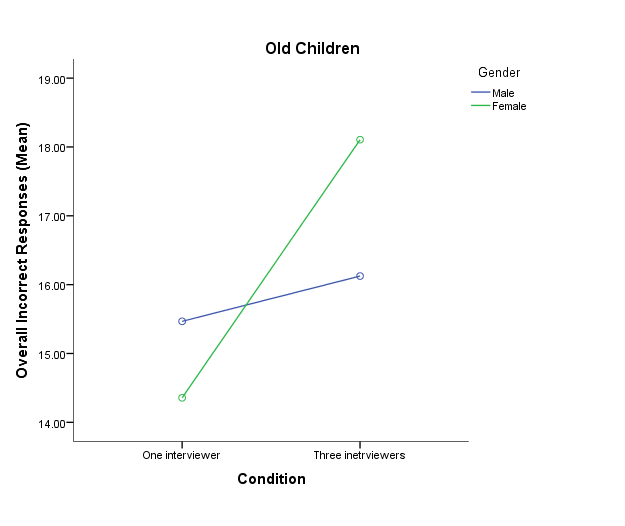 Old Children
Gender
Male
Female
Overall Incorrect Responses (Mean)
19.00
18.00
17.00
16.00
15.00
14.00
One interviewer
Three inetrviewers
Condition